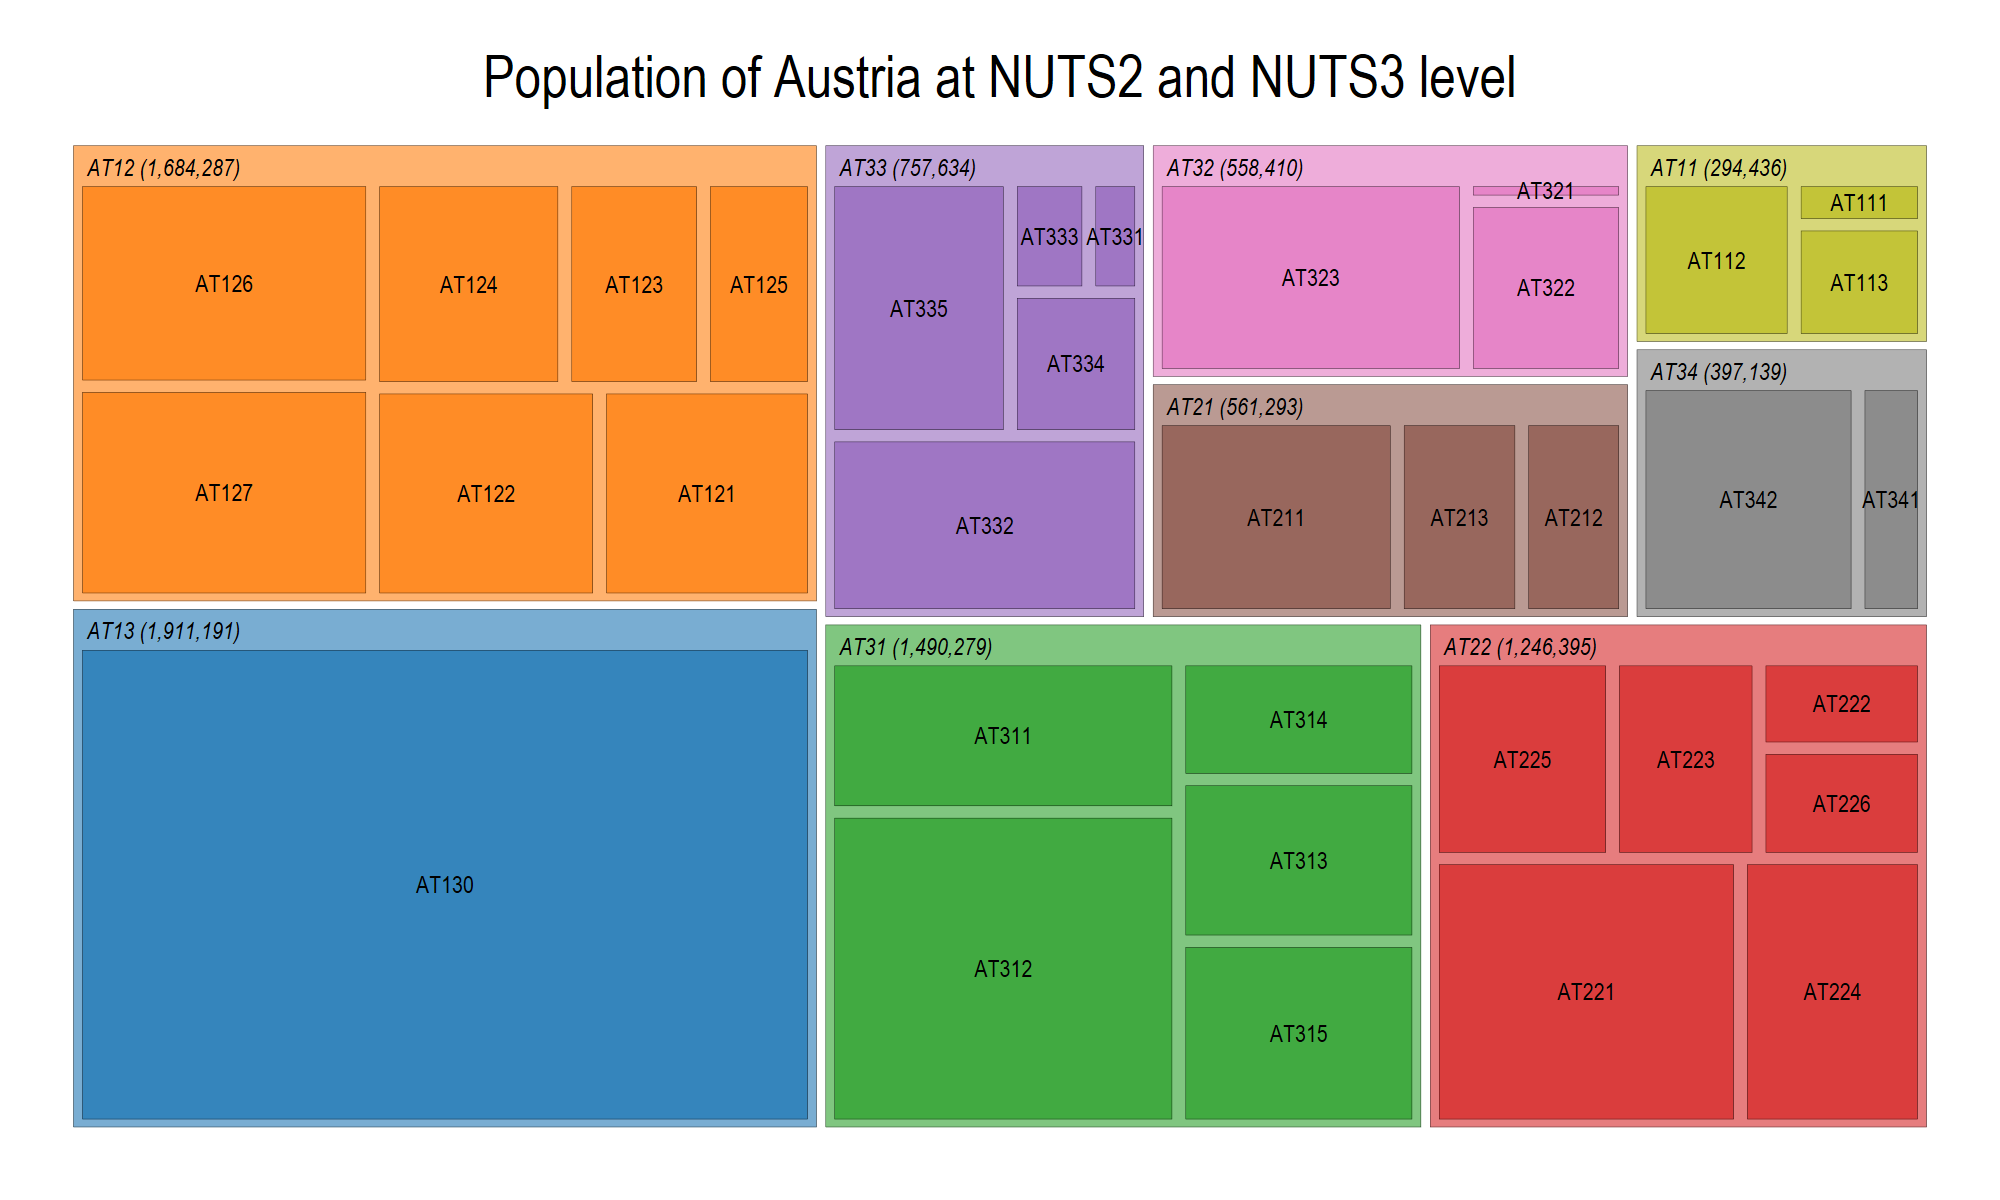 Population of Austria at NUTS2 and NUTS3 level
AT12 (1,684,287)
AT126
AT124
AT123
AT125
AT127
AT122
AT121
AT13 (1,911,191)
AT130
AT33 (757,634)
AT335
AT333
AT331
AT334
AT332
AT32 (558,410)
AT323
AT321
AT322
AT21 (561,293)
AT211
AT213
AT212
AT11 (294,436)
AT112
AT111
AT113
AT34 (397,139)
AT342
AT341
AT31 (1,490,279)
AT311
AT314
AT313
AT312
AT315
AT22 (1,246,395)
AT225
AT223
AT222
AT226
AT221
AT224